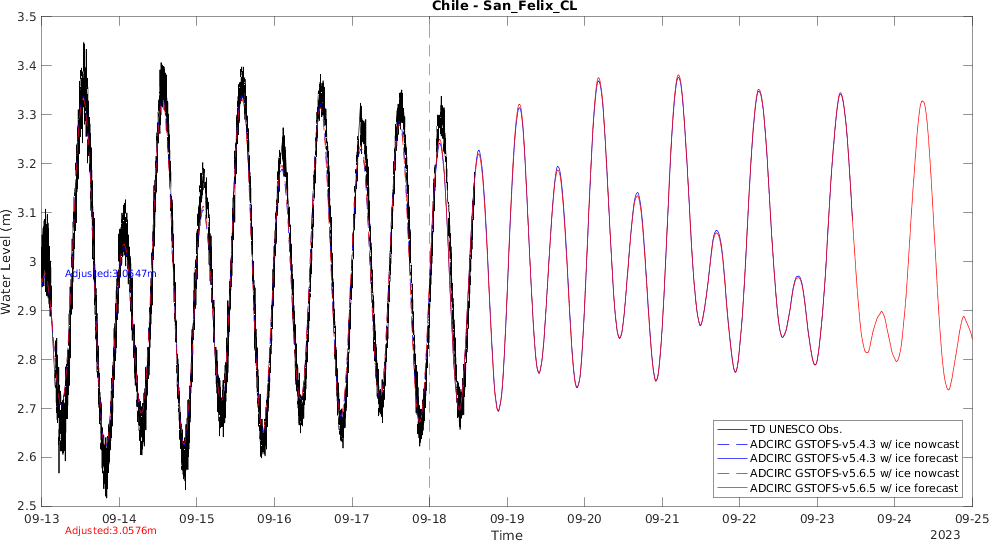 Chile - San_Felix_CL
3.5
3.4
3.3
3.2
3.1
3
2.9
2.8
2.7
2.6
2.5
Water Level (m)
Adjusted:3.0547m
TD UNESCO Obs.
ADCIRC GSTOFS-v5.4.3 w/ ice nowcast
ADCIRC GSTOFS-v5.4.3 w/ ice forecast
ADCIRC GSTOFS-v5.6.5 w/ ice nowcast
ADCIRC GSTOFS-v5.6.5 w/ ice forecast
09-13 09-14 09-15 09-16 09-17 09-18 09-19 09-20 09-21 09-22 09-23 09-24 09-25
Adjusted:3.0576m
Time
2023